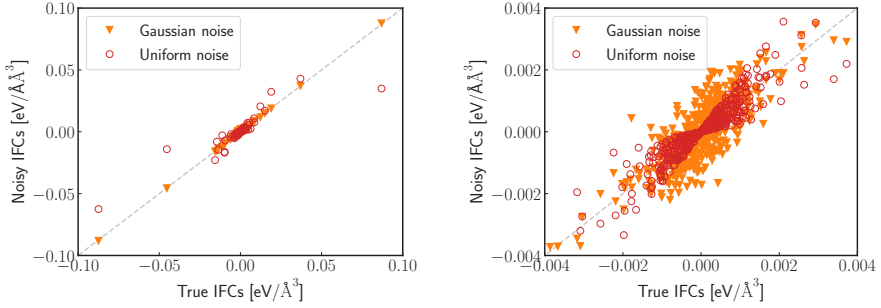 0.10
0.05
0.00
−0.05
−0.10
−0.10
−0.05
0.00
0.05
0.10
Noisy IFCs [eV/ÅÅ³]
True IFCs [eV/Å³]
Gaussian noise
Uniform noise
0.004
0.002
0.000
−0.002
−0.004
−0.004
−0.002
0.000
0.002
0.004
Noisy IFCs [eV/ÅÅ³]
True IFCs [eV/Å³]
Gaussian noise
Uniform noise